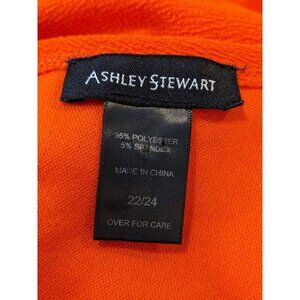 ASHLEY STEWART
95% POLYESTER
5% SPANDEX
MADE IN CHINA
22/24
OVER FOR CARE